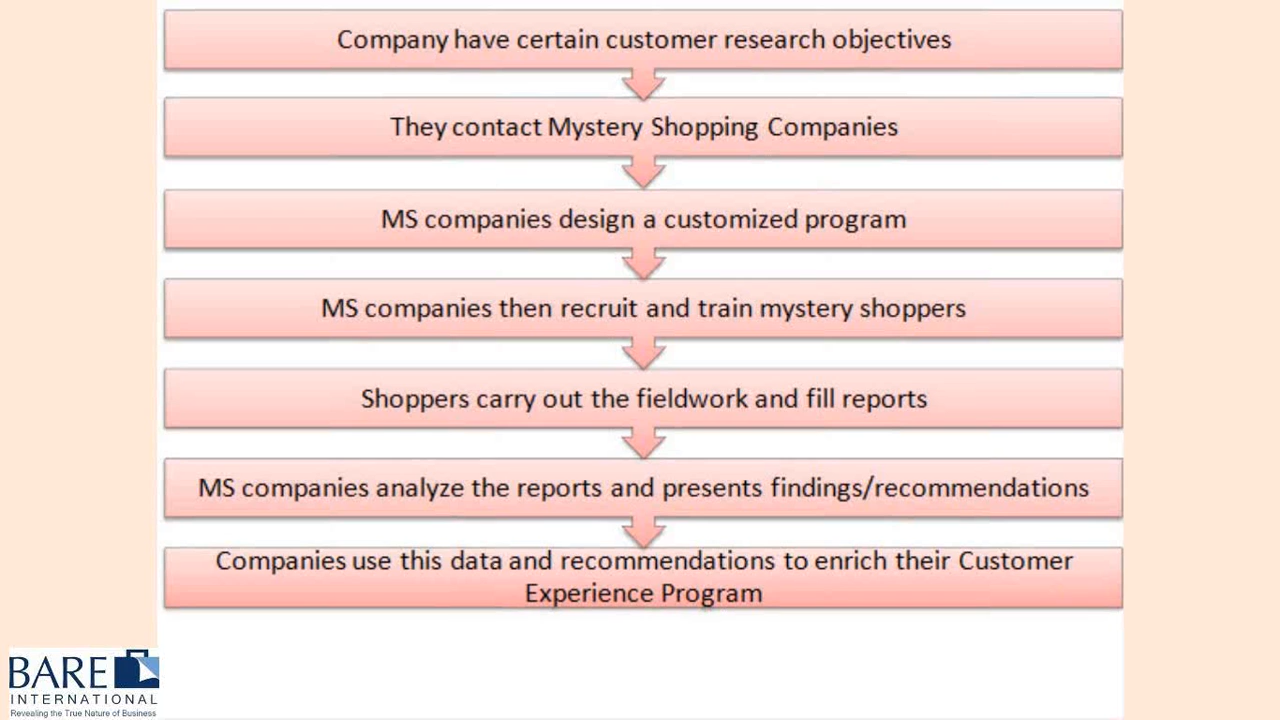 Company have certain customer research objectives
They contact Mystery Shopping Companies
MS companies design a customized program
MS companies then recruit and train mystery shoppers
Shoppers carry out the fieldwork and fill reports
MS companies analyze the reports and presents findings/recommendations
Companies use this data and recommendations to enrich their Customer
Experience Program
BARE
INTERNATIONAL
Revealing the True Nature of Business